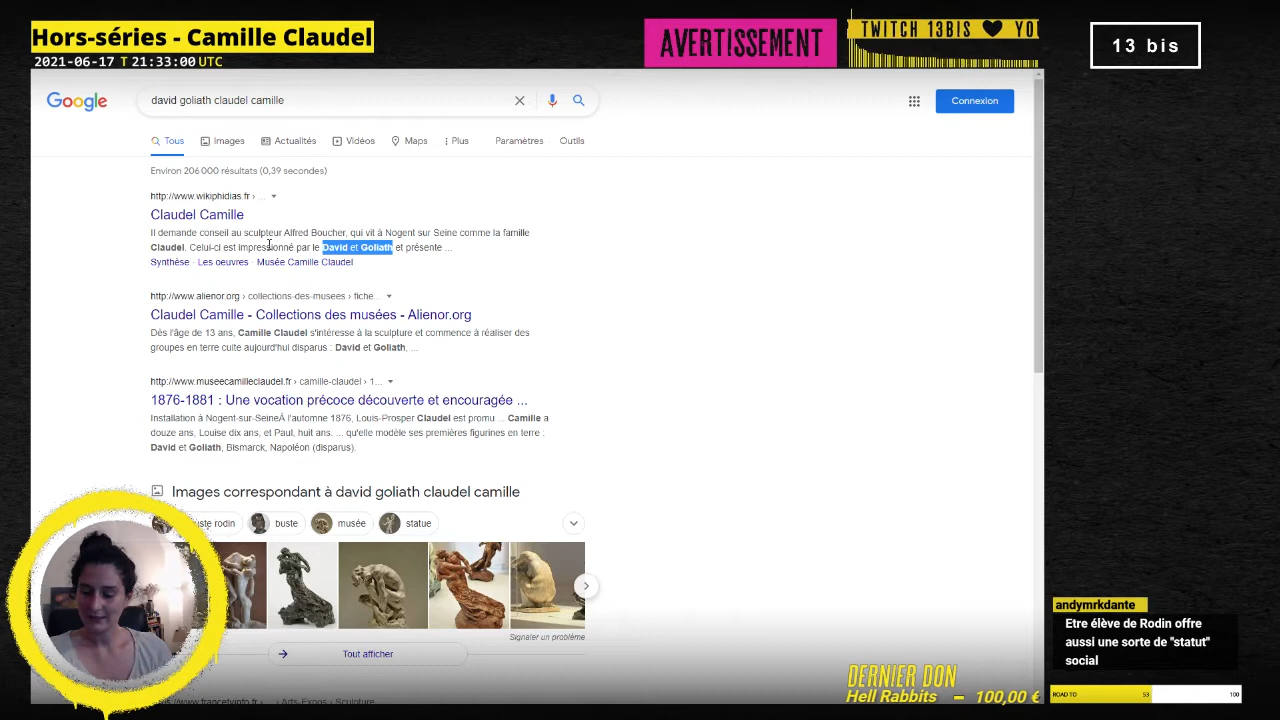 Hors-séries - Camille Claudel
2021-06-17 T 21:33:00 UTC
AVERTISSEMENT
TWITCH 13BIS ♥ YO
13 bis
Google
david goliath claudel camille
Connexion
Tous
Images
Actualités
Vidéos
Maps
Plus
Paramètres
Outils
Environ 206 000 résultats (0,39 secondes)
http://www.wikiphidias.fr › ...
Claudel Camille
Il demande conseil au sculpteur Alfred Boucher, qui vit à Nogent sur Seine comme la famille
Claudel. Celui-ci est impressionné par le David et Goliath et présente ...
Synthèse · Les oeuvres · Musée Camille Claudel
http://www.alienor.org › collections-des-musees › fiche...
Claudel Camille - Collections des musées - Alienor.org
Dès l'âge de 13 ans, Camille Claudel s'intéresse à la sculpture et commence à réaliser des
groupes en terre cuite aujourd'hui disparus : David et Goliath, ...
http://www.museecamilleclaudel.fr › camille-claudel › 1...
1876-1881 : Une vocation précoce découverte et encouragée ...
Installation à Nogent-sur-SeineÂ l'automne 1876, Louis-Prosper Claudel est promu ... Camille a
douze ans, Louise dix ans, et Paul, huit ans. ... qu'elle modèle ses premières figurines en terre :
David et Goliath, Bismarck, Napoléon (disparus).
Images correspondant à david goliath claudel camille
rodin
buste
musée
statue
Signaler un problème
Tout afficher
Arts-Expos › Sculpture
andymrkdante
Etre élève de Rodin offre
aussi une sorte de "statut"
social
DERNIER DON
Hell Rabbits – 100,00 €
ROAD TO
53
100